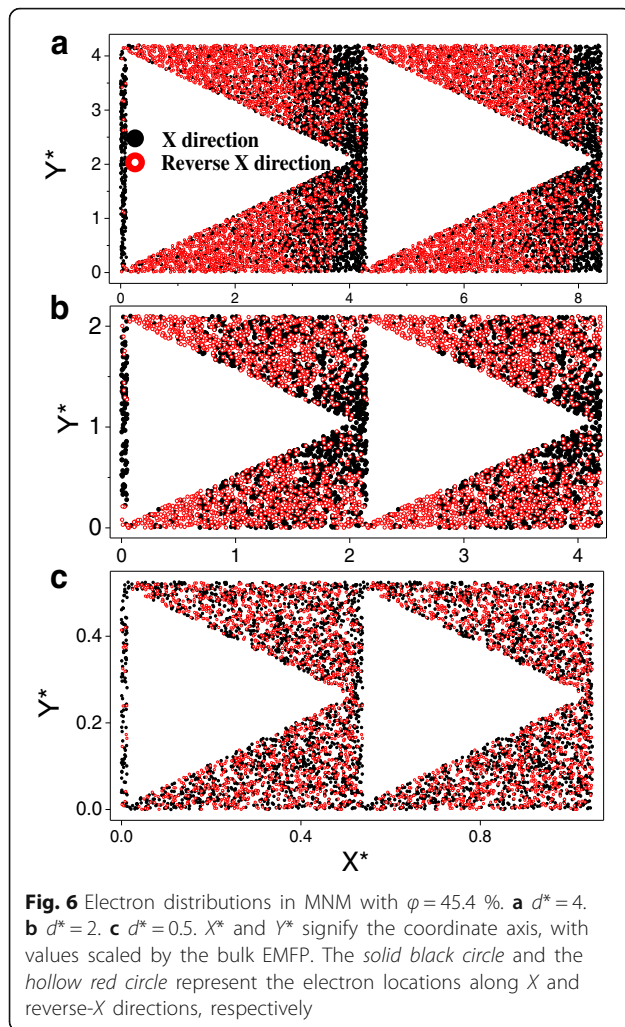 a
4
3
2
1
0
Y*
X direction
Reverse X direction
0 2 4 6 8
b
2
1
0
Y*
0 1 2 3 4
c
0.4
0.2
0.0
Y*
0.0 0.4 0.8
X*
Fig. 6 Electron distributions in MNM with φ = 45.4 %. a d* = 4.
b d* = 2. c d* = 0.5. X* and Y* signify the coordinate axis, with
values scaled by the bulk EMFP. The solid black circle and the
hollow red circle represent the electron locations along X and
reverse-X directions, respectively